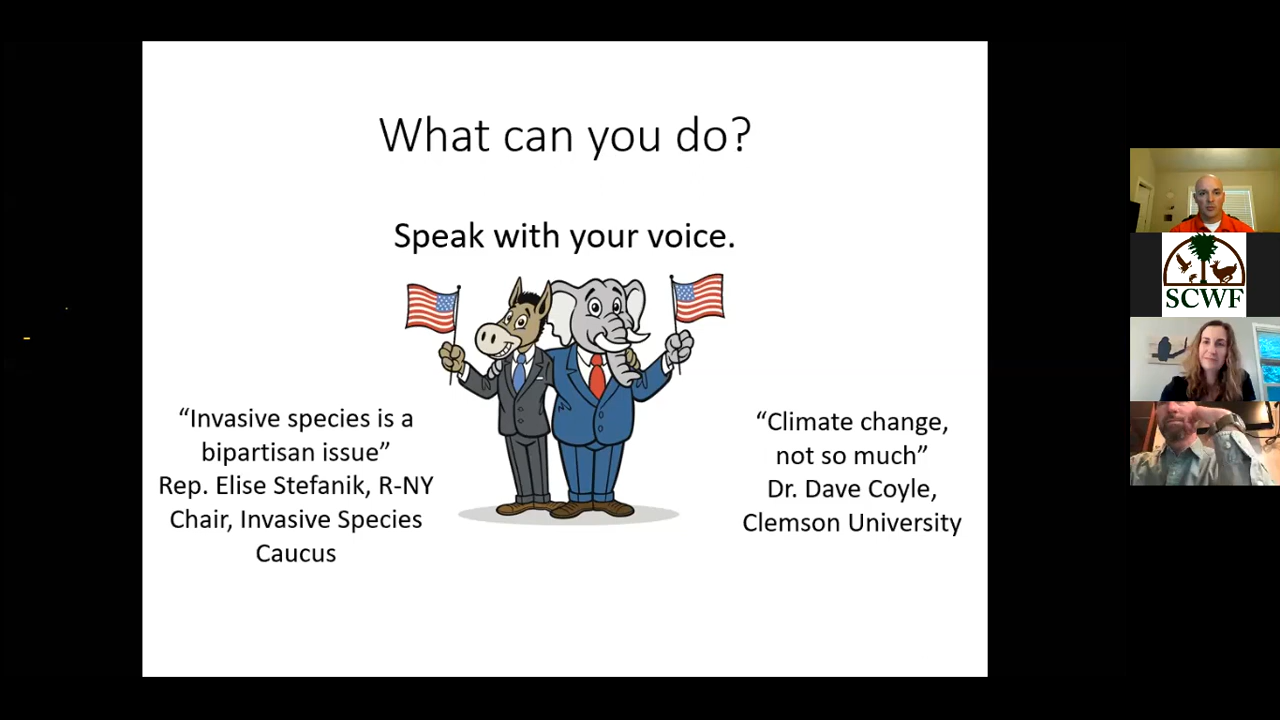 What can you do?
Speak with your voice.
“Invasive species is a
bipartisan issue”
Rep. Elise Stefanik, R-NY
Chair, Invasive Species
Caucus
“Climate change,
not so much”
Dr. Dave Coyle,
Clemson University
SCWF